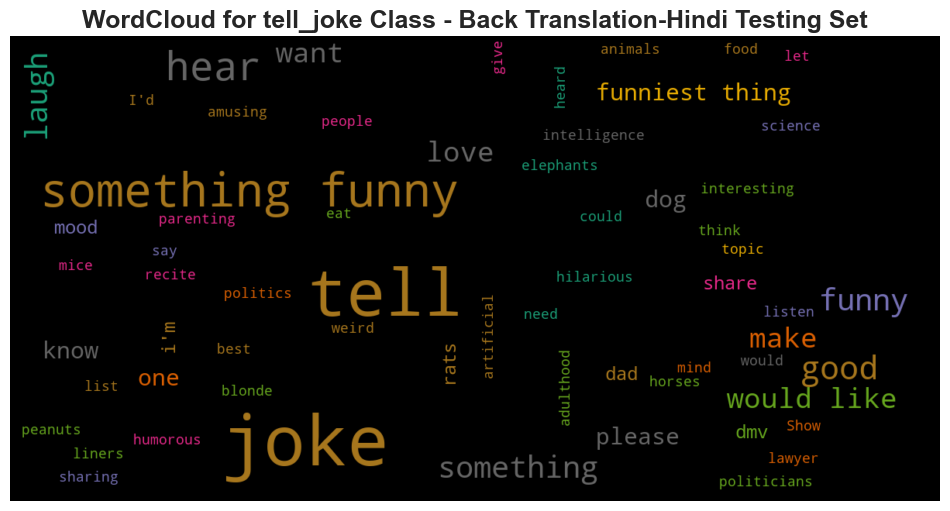 WordCloud for tell_joke Class - Back Translation-Hindi Testing Set
laugh
hear
want
give
animals
food
let
I'd
amusing
people
heard
funniest thing
science
intelligence
love
elephants
something funny
dog
interesting
mood
parenting
eat
could
think
say
topic
mice
recite
hilarious
share
politics
tell
artificial
need
listen
funny
weird
know
i'm
best
rats
make
would
one
list
blonde
adulthood
dad
mind
horses
good
would like
peanuts
humorous
joke
please
dmv
Show
liners
something
lawyer
sharing
politicians